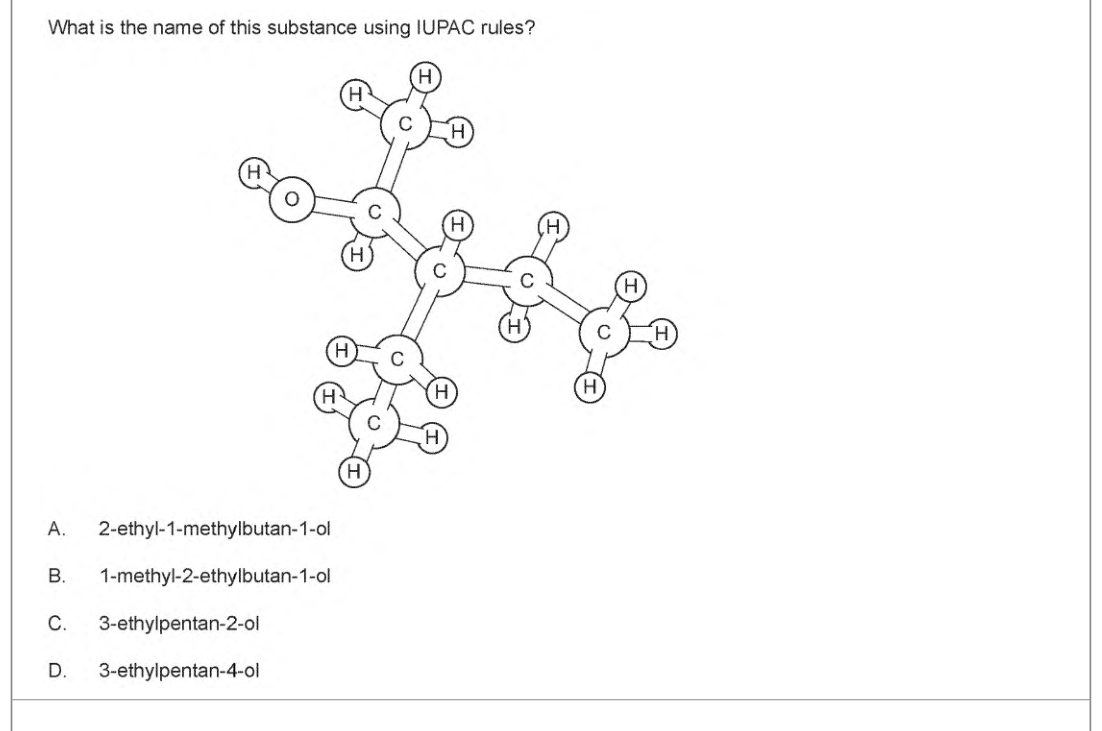 What is the name of this substance using IUPAC rules?
H
H
C
H
H
O
C
H
H
H
C
C
H
H
C
H
H
H
C
H
H
H
C
H
H
A. 2-ethyl-1-methylbutan-1-ol
B. 1-methyl-2-ethylbutan-1-ol
C. 3-ethylpentan-2-ol
D. 3-ethylpentan-4-ol